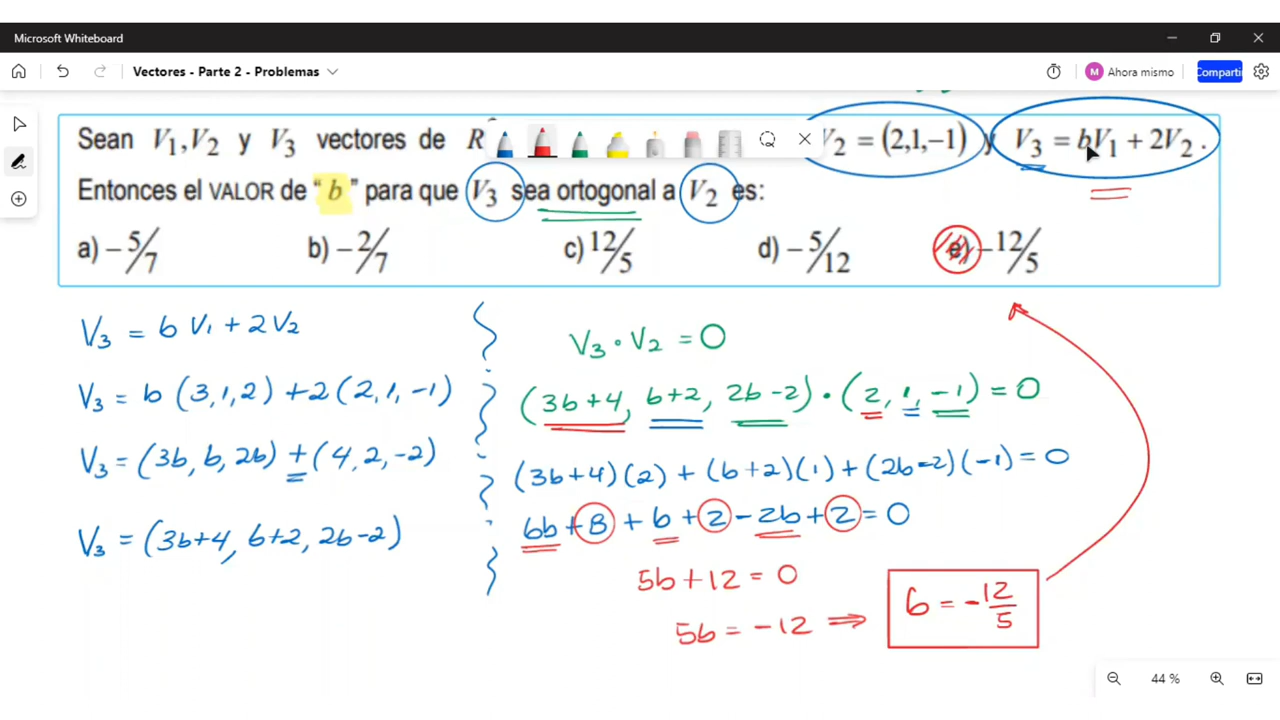 Microsoft Whiteboard
Vectores - Parte 2 - Problemas
Ahora mismo
Compartir
Sean V₁,V₂ y V₃ vectores de R V₂ = (2,1,–1) y V₃ = bV₁ + 2V₂.
Entonces el VALOR de "b" para que V₃ sea ortogonal a V₂ es:
a) – 5/7 b) – 2/7 c) 12/5 d) – 5/12 e) –12/5
V₃ = b V₁ + 2V₂
V₃ = b (3,1,2) + 2(2,1,-1)
V₃ = (3b, b, 2b) + (4,2,-2)
V₃ = (3b+4, b+2, 2b-2)
V₃ • V₂ = 0
(3b+4, b+2, 2b-2) • (2, 1, -1) = 0
(3b+4)(2) + (b+2)(1) + (2b-2)(-1) = 0
6b + 8 + b + 2 - 2b + 2 = 0
5b + 12 = 0
5b = -12 ⇒ b = -12/5
44 %